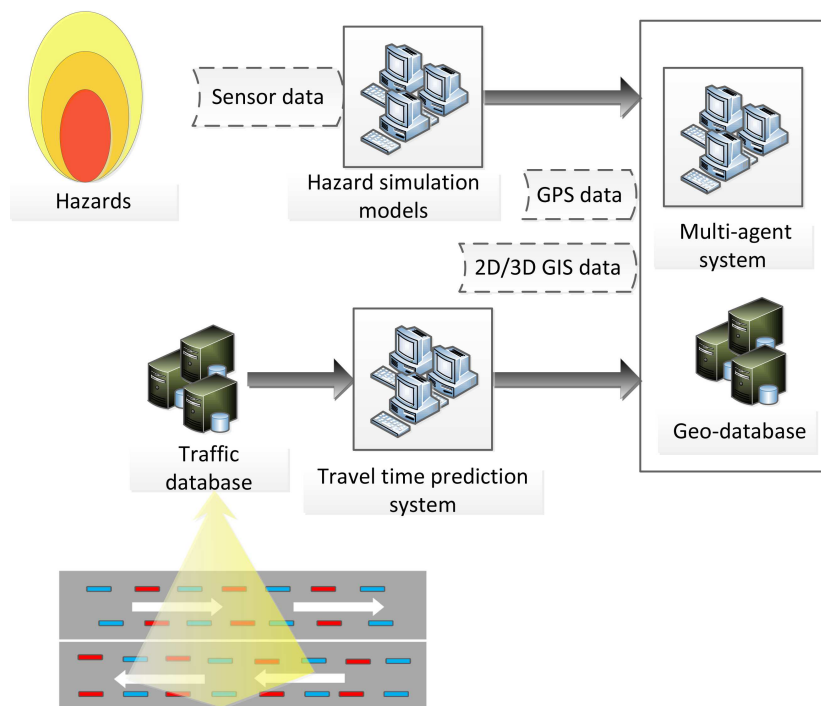 Sensor data
Hazards
Hazard simulation
models
GPS data
Multi-agent
system
2D/3D GIS data
Traffic
database
Travel time prediction
system
Geo-database